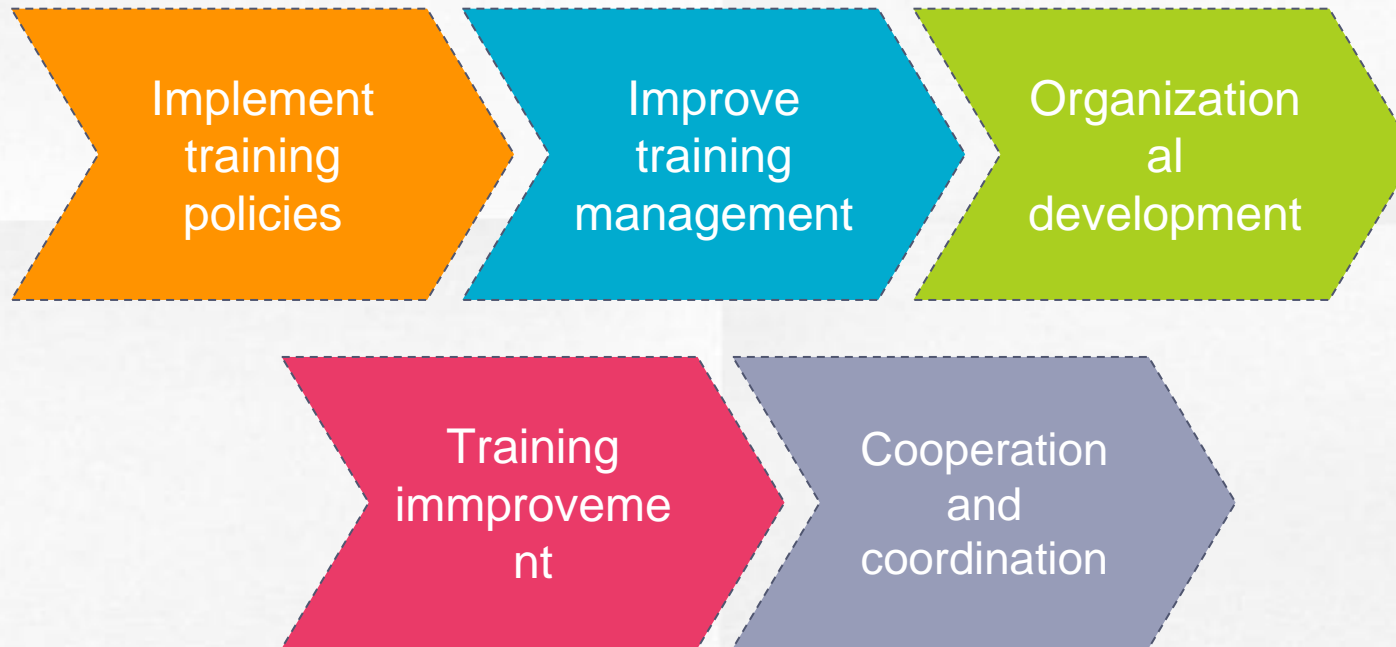 Implement
training
policies
Improve
training
management
Organization
al
development
Training
immproveme
nt
Cooperation
and
coordination